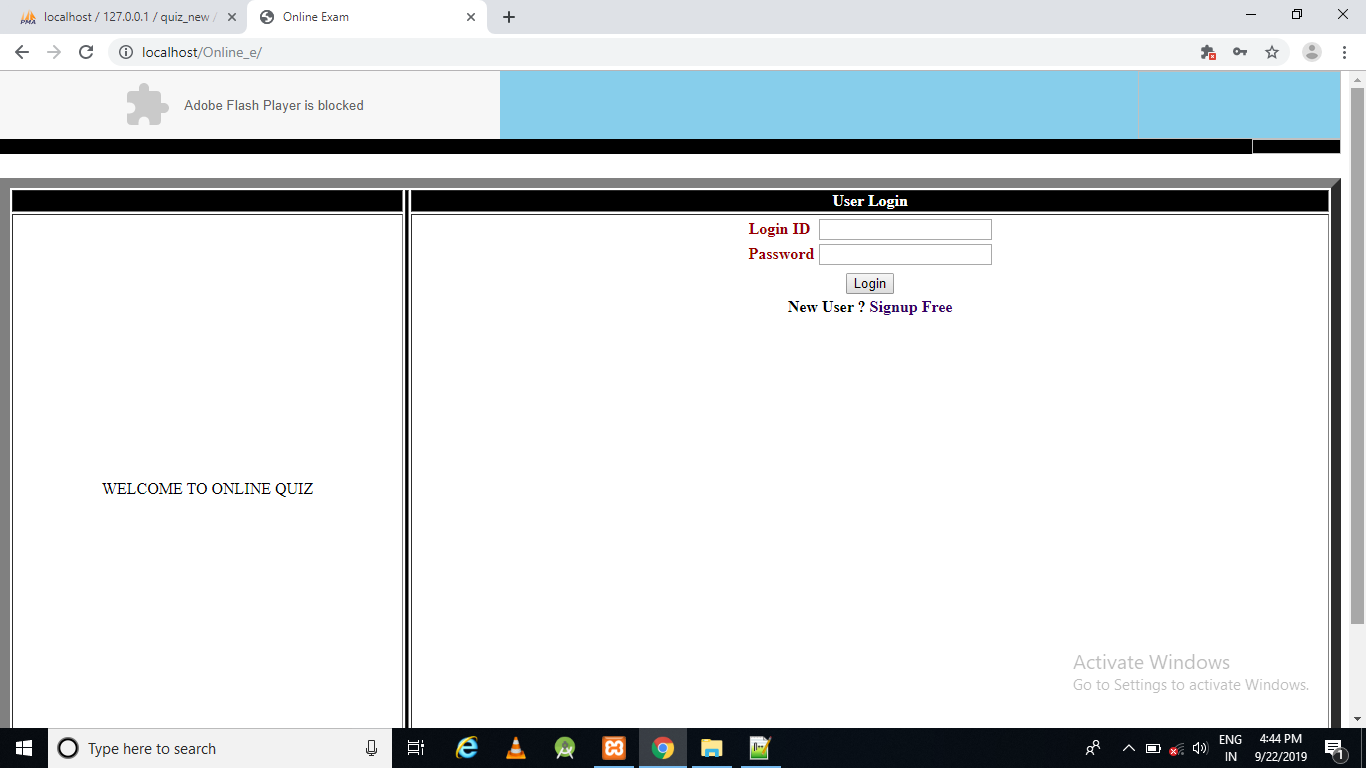 localhost / 127.0.0.1 / quiz_new /
Online Exam
localhost/Online_e/
Adobe Flash Player is blocked
User Login
Login ID
Password
Login
New User ? Signup Free
WELCOME TO ONLINE QUIZ
Activate Windows
Go to Settings to activate Windows.
Type here to search
ENG
IN
4:44 PM
9/22/2019
1